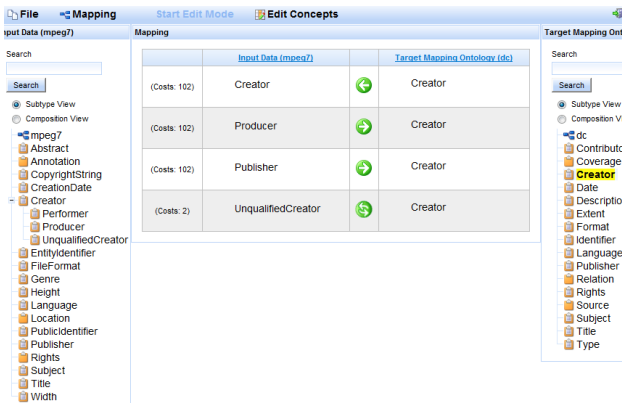 File Mapping Start Edit Mode Edit Concepts
nput Data (mpeg7)
Search
Search
Subtype View
Composition View
mpeg7
Abstract
Annotation
CopyrightString
CreationDate
Creator
Performer
Producer
UnqualifiedCreator
EntityIdentifier
FileFormat
Genre
Height
Language
Location
PublicIdentifier
Publisher
Rights
Subject
Title
Width
Mapping
Input Data (mpeg7) Target Mapping Ontology (dc)
(Costs: 102) Creator Creator
(Costs: 102) Producer Creator
(Costs: 102) Publisher Creator
(Costs: 2) UnqualifiedCreator Creator
Target Mapping Ont
Search
Search
Subtype View
Composition V
dc
Contributo
Coverage
Creator
Date
Descriptio
Extent
Format
Identifier
Language
Publisher
Relation
Rights
Source
Subject
Title
Type